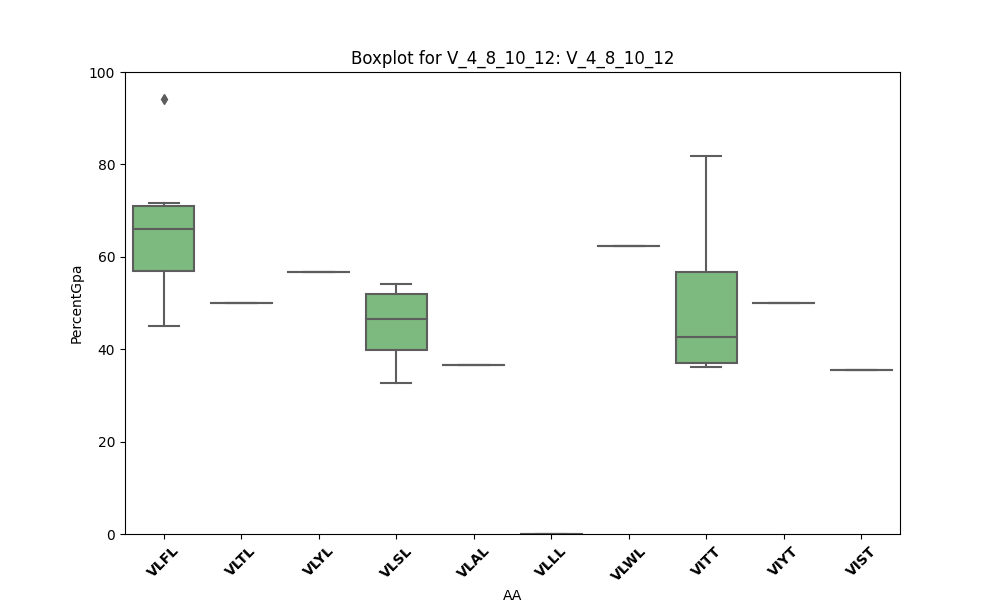 Boxplot for V_4_8_10_12: V_4_8_10_12
100
80
60
40
20
0
PercentGpa
VLFL
VLTL
VLYL
VLSL
VLAL
VLLL
VLWL
VITT
VIYT
VIST
AA